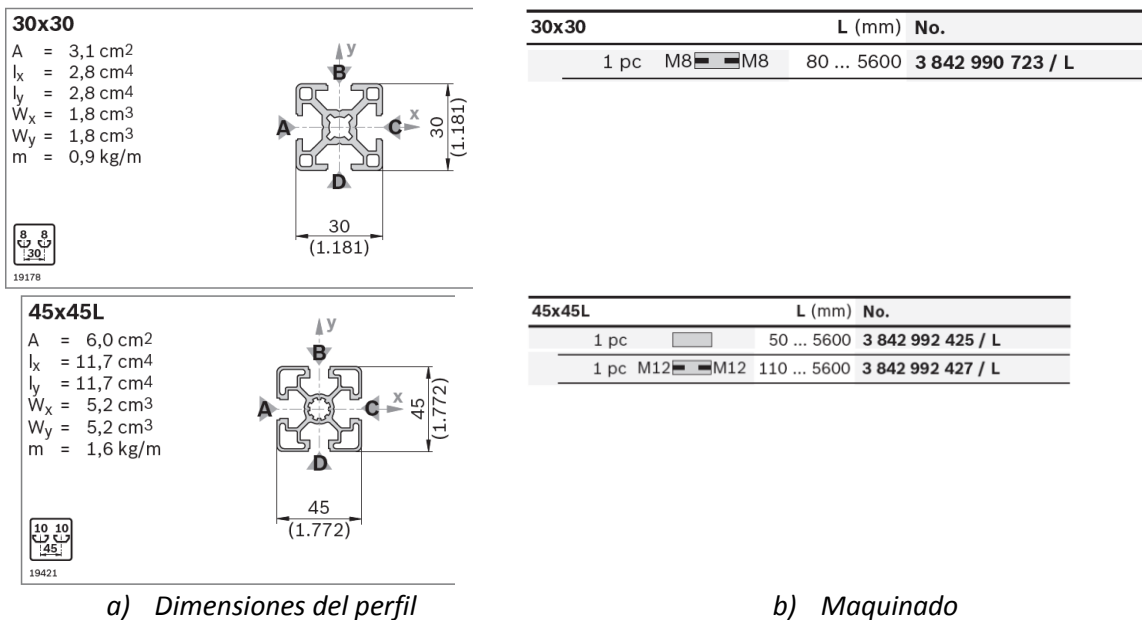 30x30
A = 3,1 cm2
Ix = 2,8 cm4
Iy = 2,8 cm4
Wx = 1,8 cm3
Wy = 1,8 cm3
m = 0,9 kg/m
y
B
A
C
x
D
30
(1.181)
30
(1.181)
8 8
30
19178
30x30 L (mm) No.
1 pc M8 M8 80 ... 5600 3 842 990 723 / L
45x45L
A = 6,0 cm2
Ix = 11,7 cm4
Iy = 11,7 cm4
Wx = 5,2 cm3
Wy = 5,2 cm3
m = 1,6 kg/m
y
B
A
C
x
D
45
(1.772)
45
(1.772)
10 10
45
19421
45x45L L (mm) No.
1 pc 50 ... 5600 3 842 992 425 / L
1 pc M12 M12 110 ... 5600 3 842 992 427 / L
a) Dimensiones del perfil
b) Maquinado